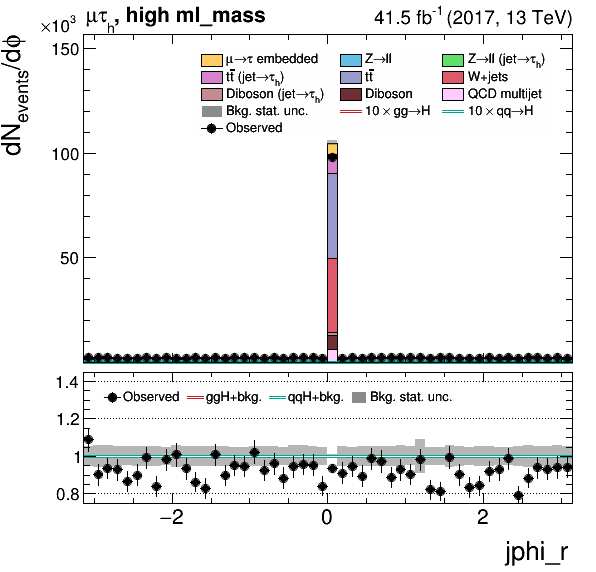 ×10³ μτₕ, high ml_mass 41.5 fb⁻¹ (2017, 13 TeV)
dN_events/dϕ
150
100
50
μ→τ embedded Z→ll Z→ll (jet→τₕ)
tt̄ (jet→τₕ) tt̄ W+jets
Diboson (jet→τₕ) Diboson QCD multijet
Bkg. stat. unc. 10 × gg→H 10 × qq→H
Observed
1.4
1.2
1
0.8
Observed ggH+bkg. qqH+bkg. Bkg. stat. unc.
−2 0 2
jphi_r